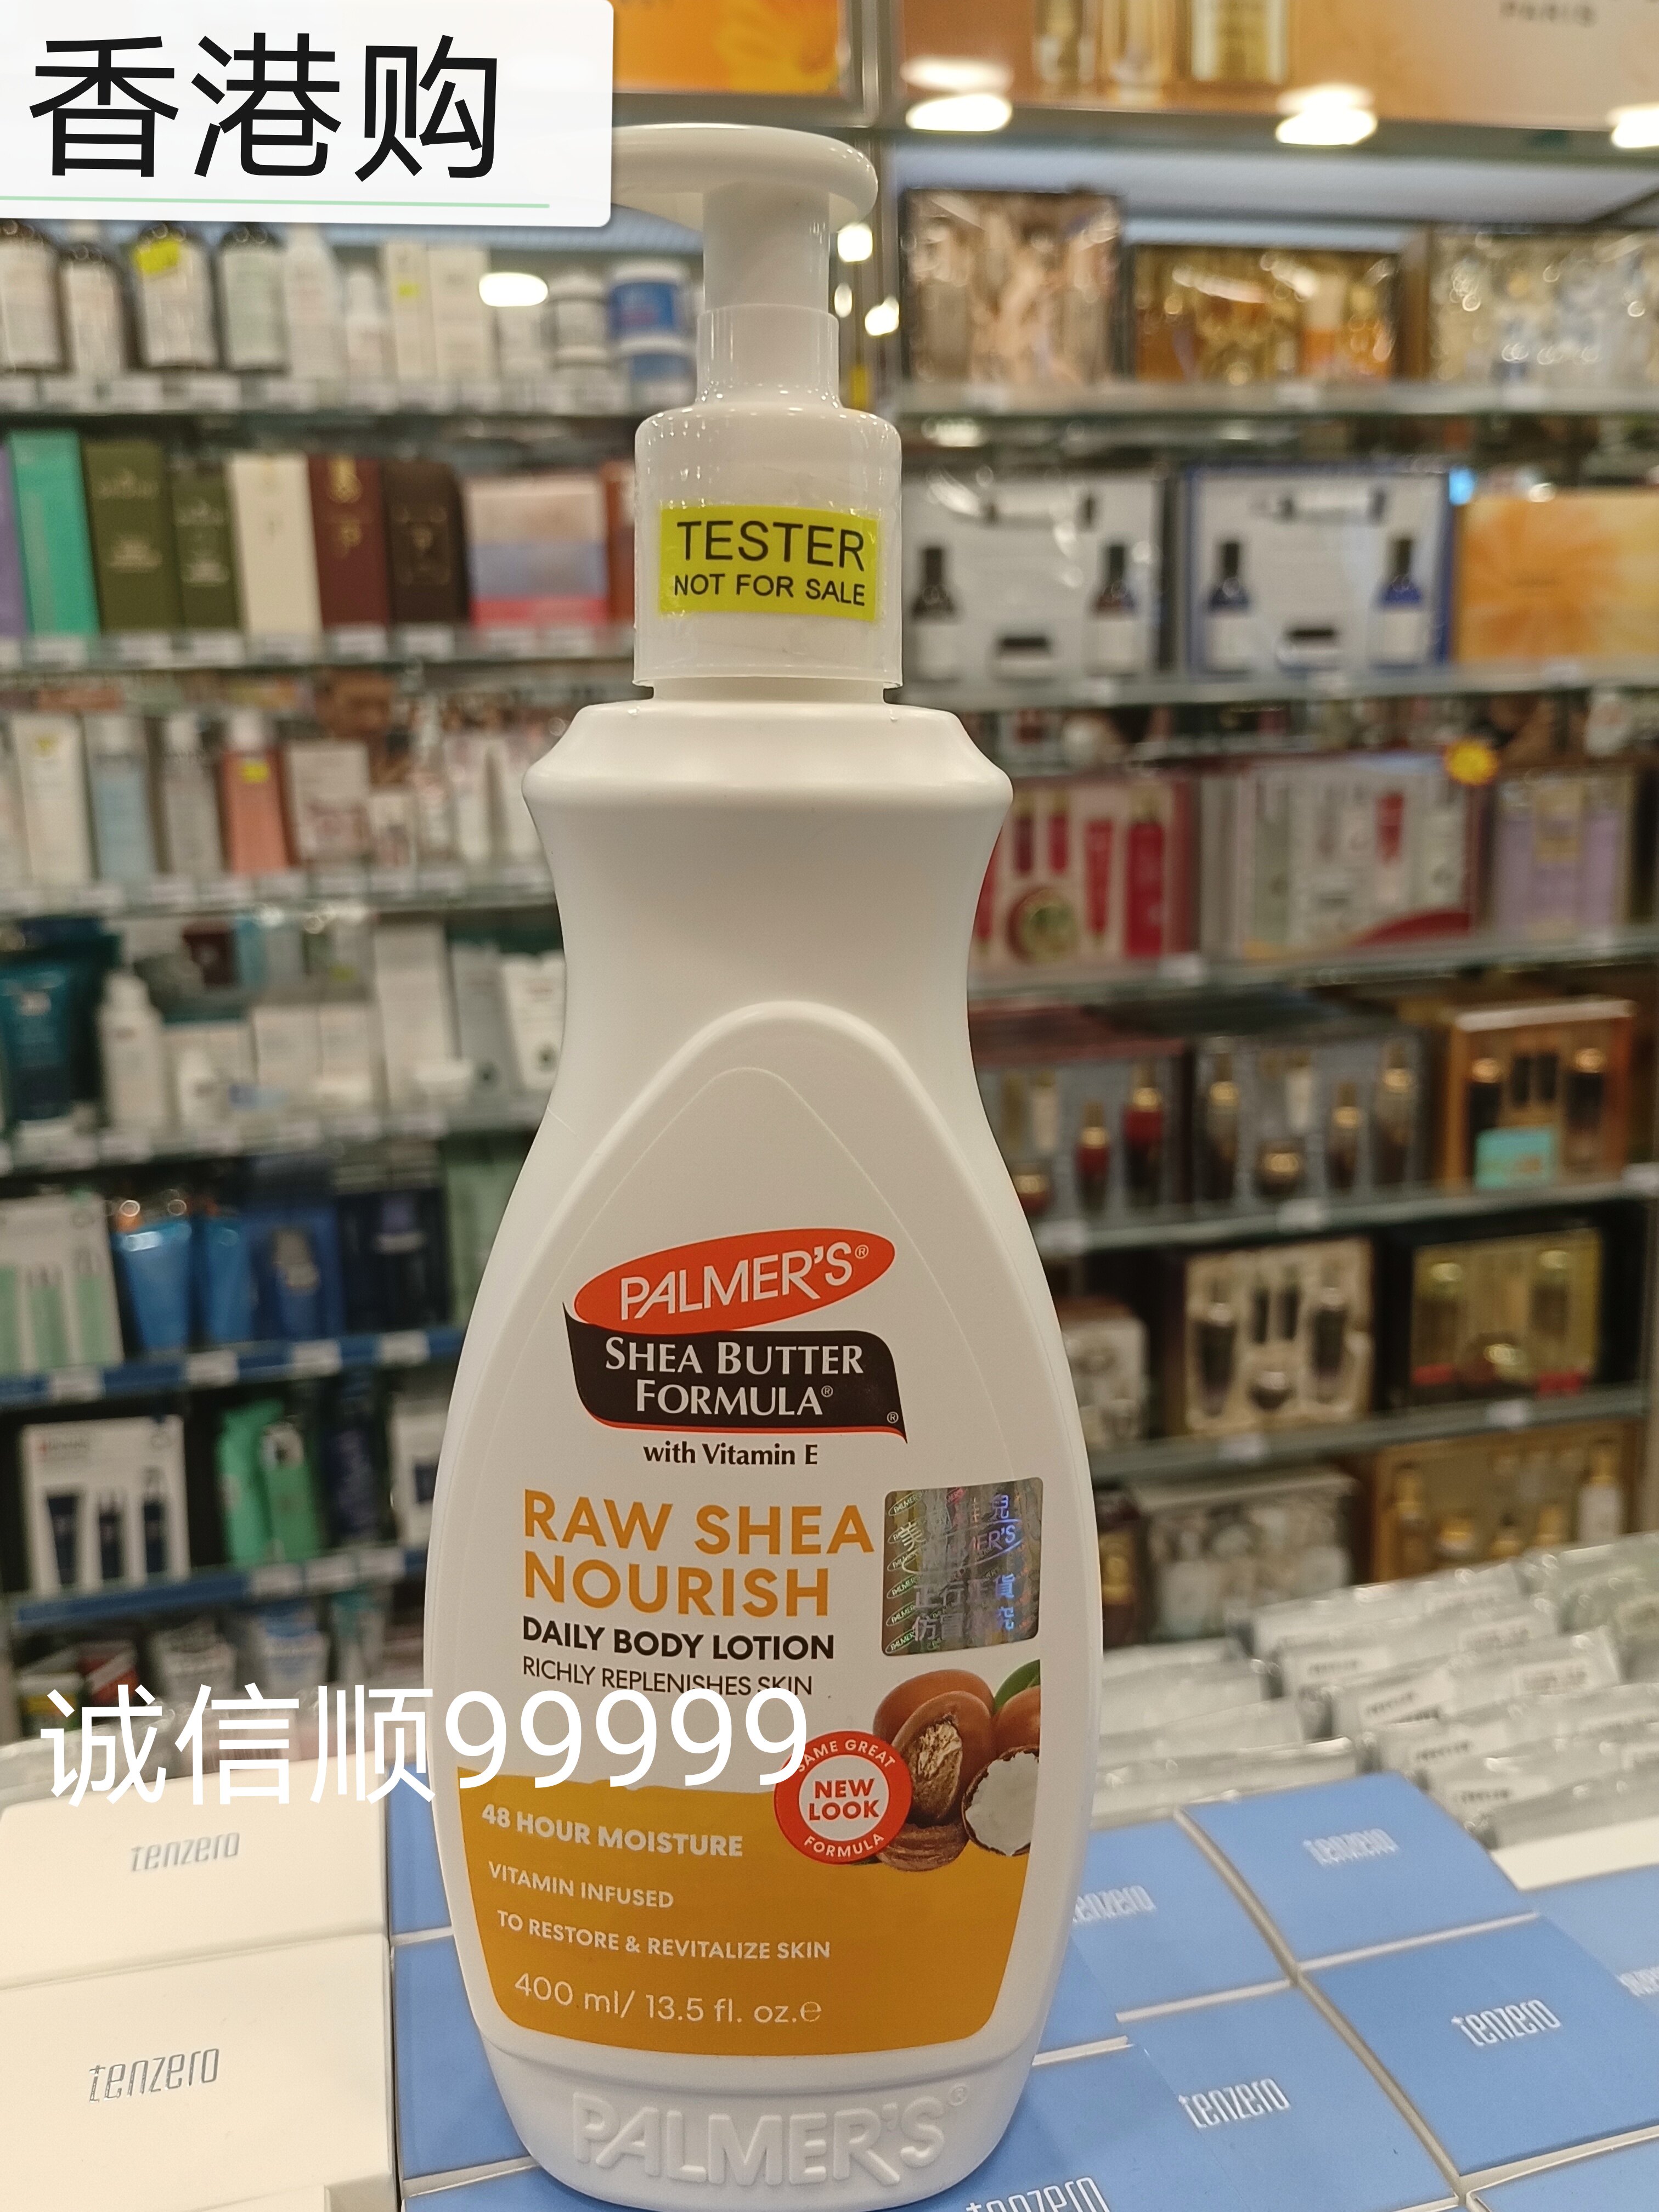 香港购
PARIS
TESTER
NOT FOR SALE
PALMER'S®
SHEA BUTTER
FORMULA®
®
with Vitamin E
RAW SHEA
NOURISH
DAILY BODY LOTION
RICHLY REPLENISHES SKIN
诚信顺99999
SAME GREAT
NEW
LOOK
FORMULA
48 HOUR MOISTURE
VITAMIN INFUSED
TO RESTORE & REVITALIZE SKIN
400 ml/ 13.5 fl. oz.e
PALMER'S®
tenzero
tenzero
tenzero
tenzero
tenzero
tenzero
tenzero